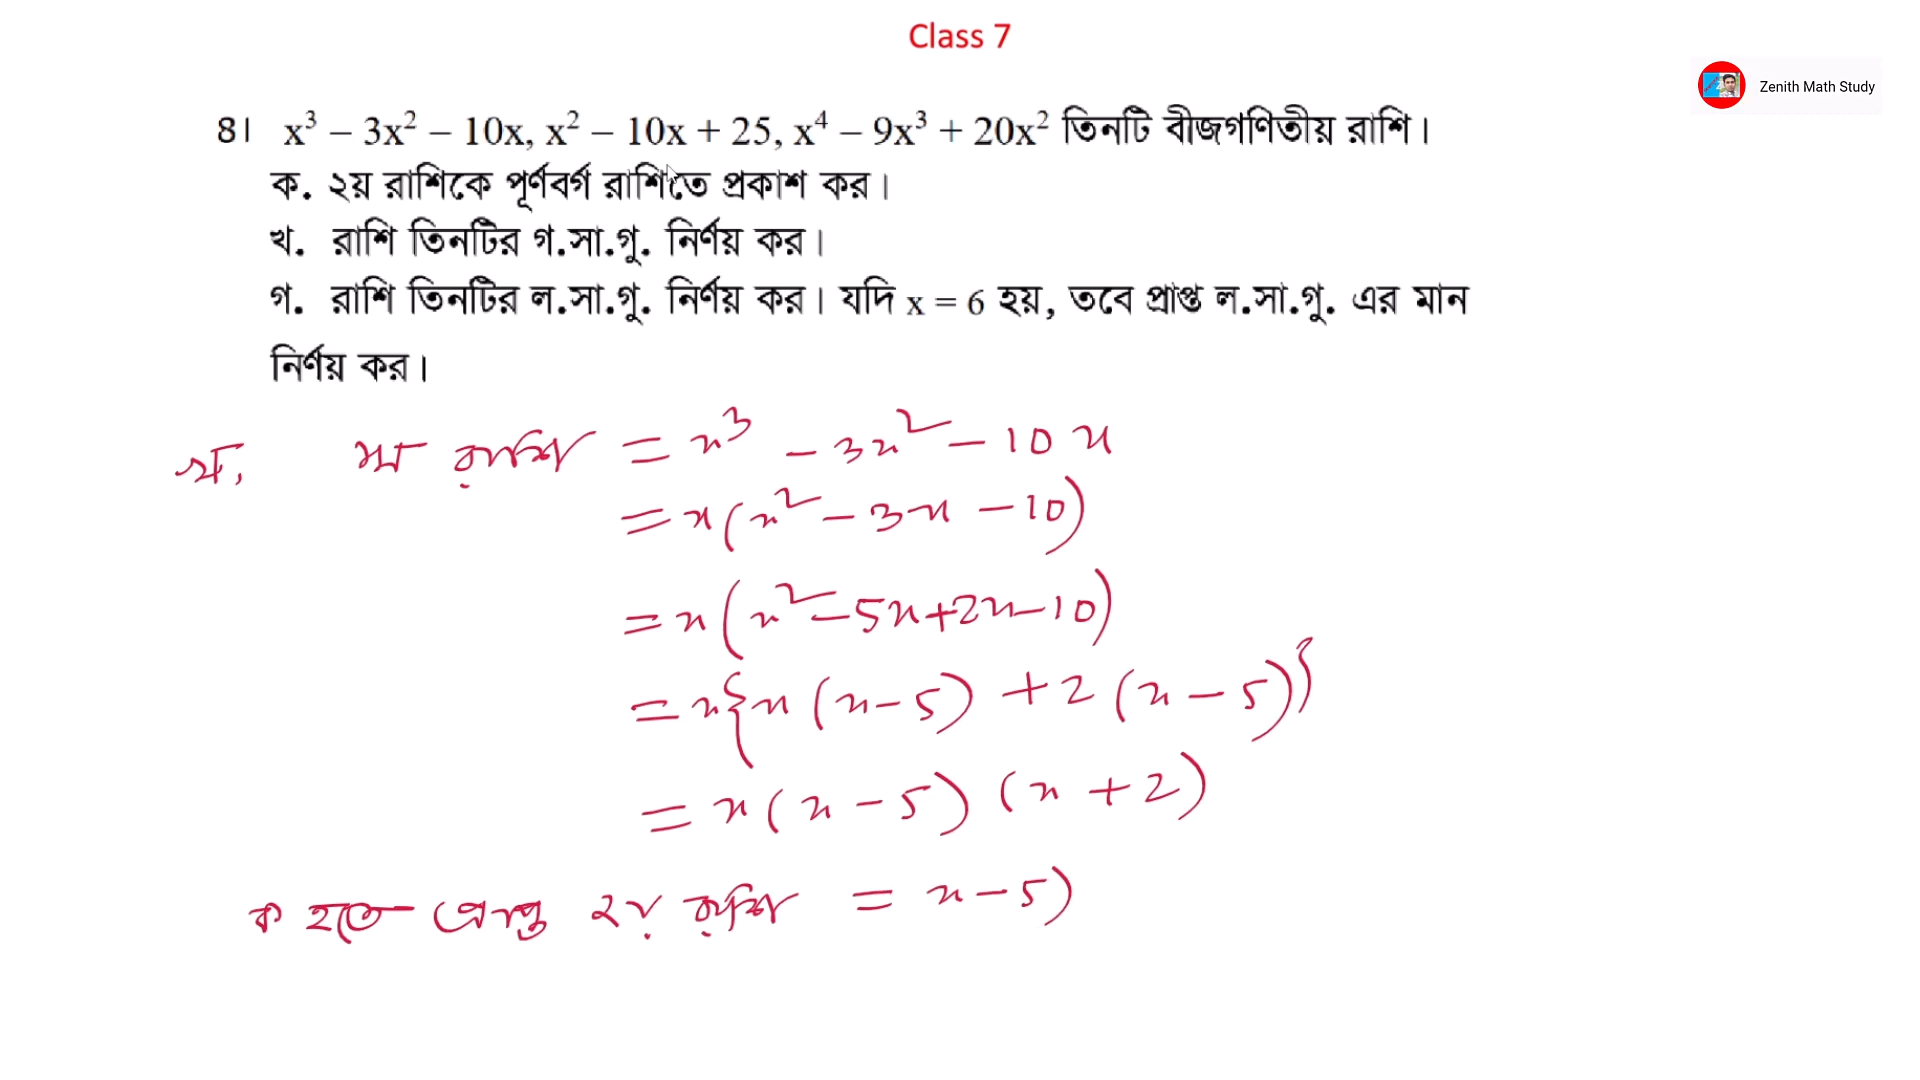 Class 7
Zenith Math Study
8। x³ – 3x² – 10x, x² – 10x + 25, x⁴ – 9x³ + 20x² তিনটি বীজগণিতীয় রাশি।
ক. ২য় রাশিকে পূর্ণবর্গ রাশিতে প্রকাশ কর।
খ. রাশি তিনটির গ.সা.গু. নির্ণয় কর।
গ. রাশি তিনটির ল.সা.গু. নির্ণয় কর। যদি x = 6 হয়, তবে প্রাপ্ত ল.সা.গু. এর মান
নির্ণয় কর।
খ, ১ম রাশি = x³ – 3x² – 10x
= x(x² – 3x – 10)
= x(x² – 5x + 2x – 10)
= x{x(x – 5) + 2(x – 5)}
= x(x – 5)(x + 2)
ক হতে প্রাপ্ত ২য় রাশি = x – 5)